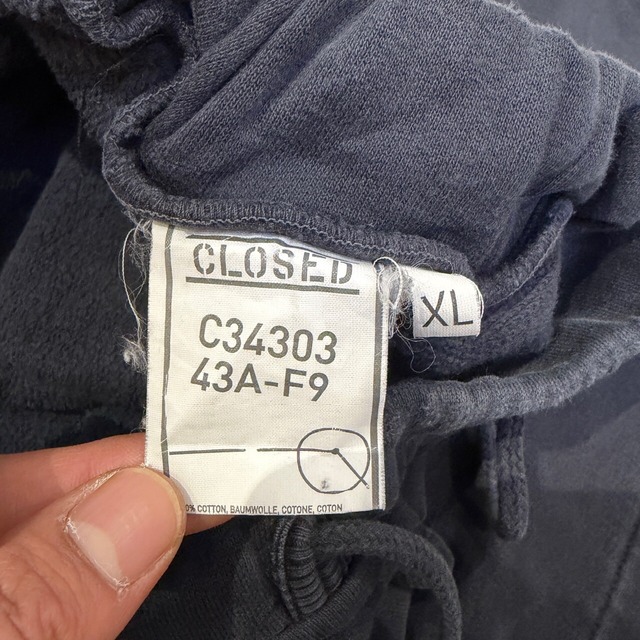 CLOSED
XL
C34303
43A-F9
COTTON, BAUMWOLLE, COTONE, COTON